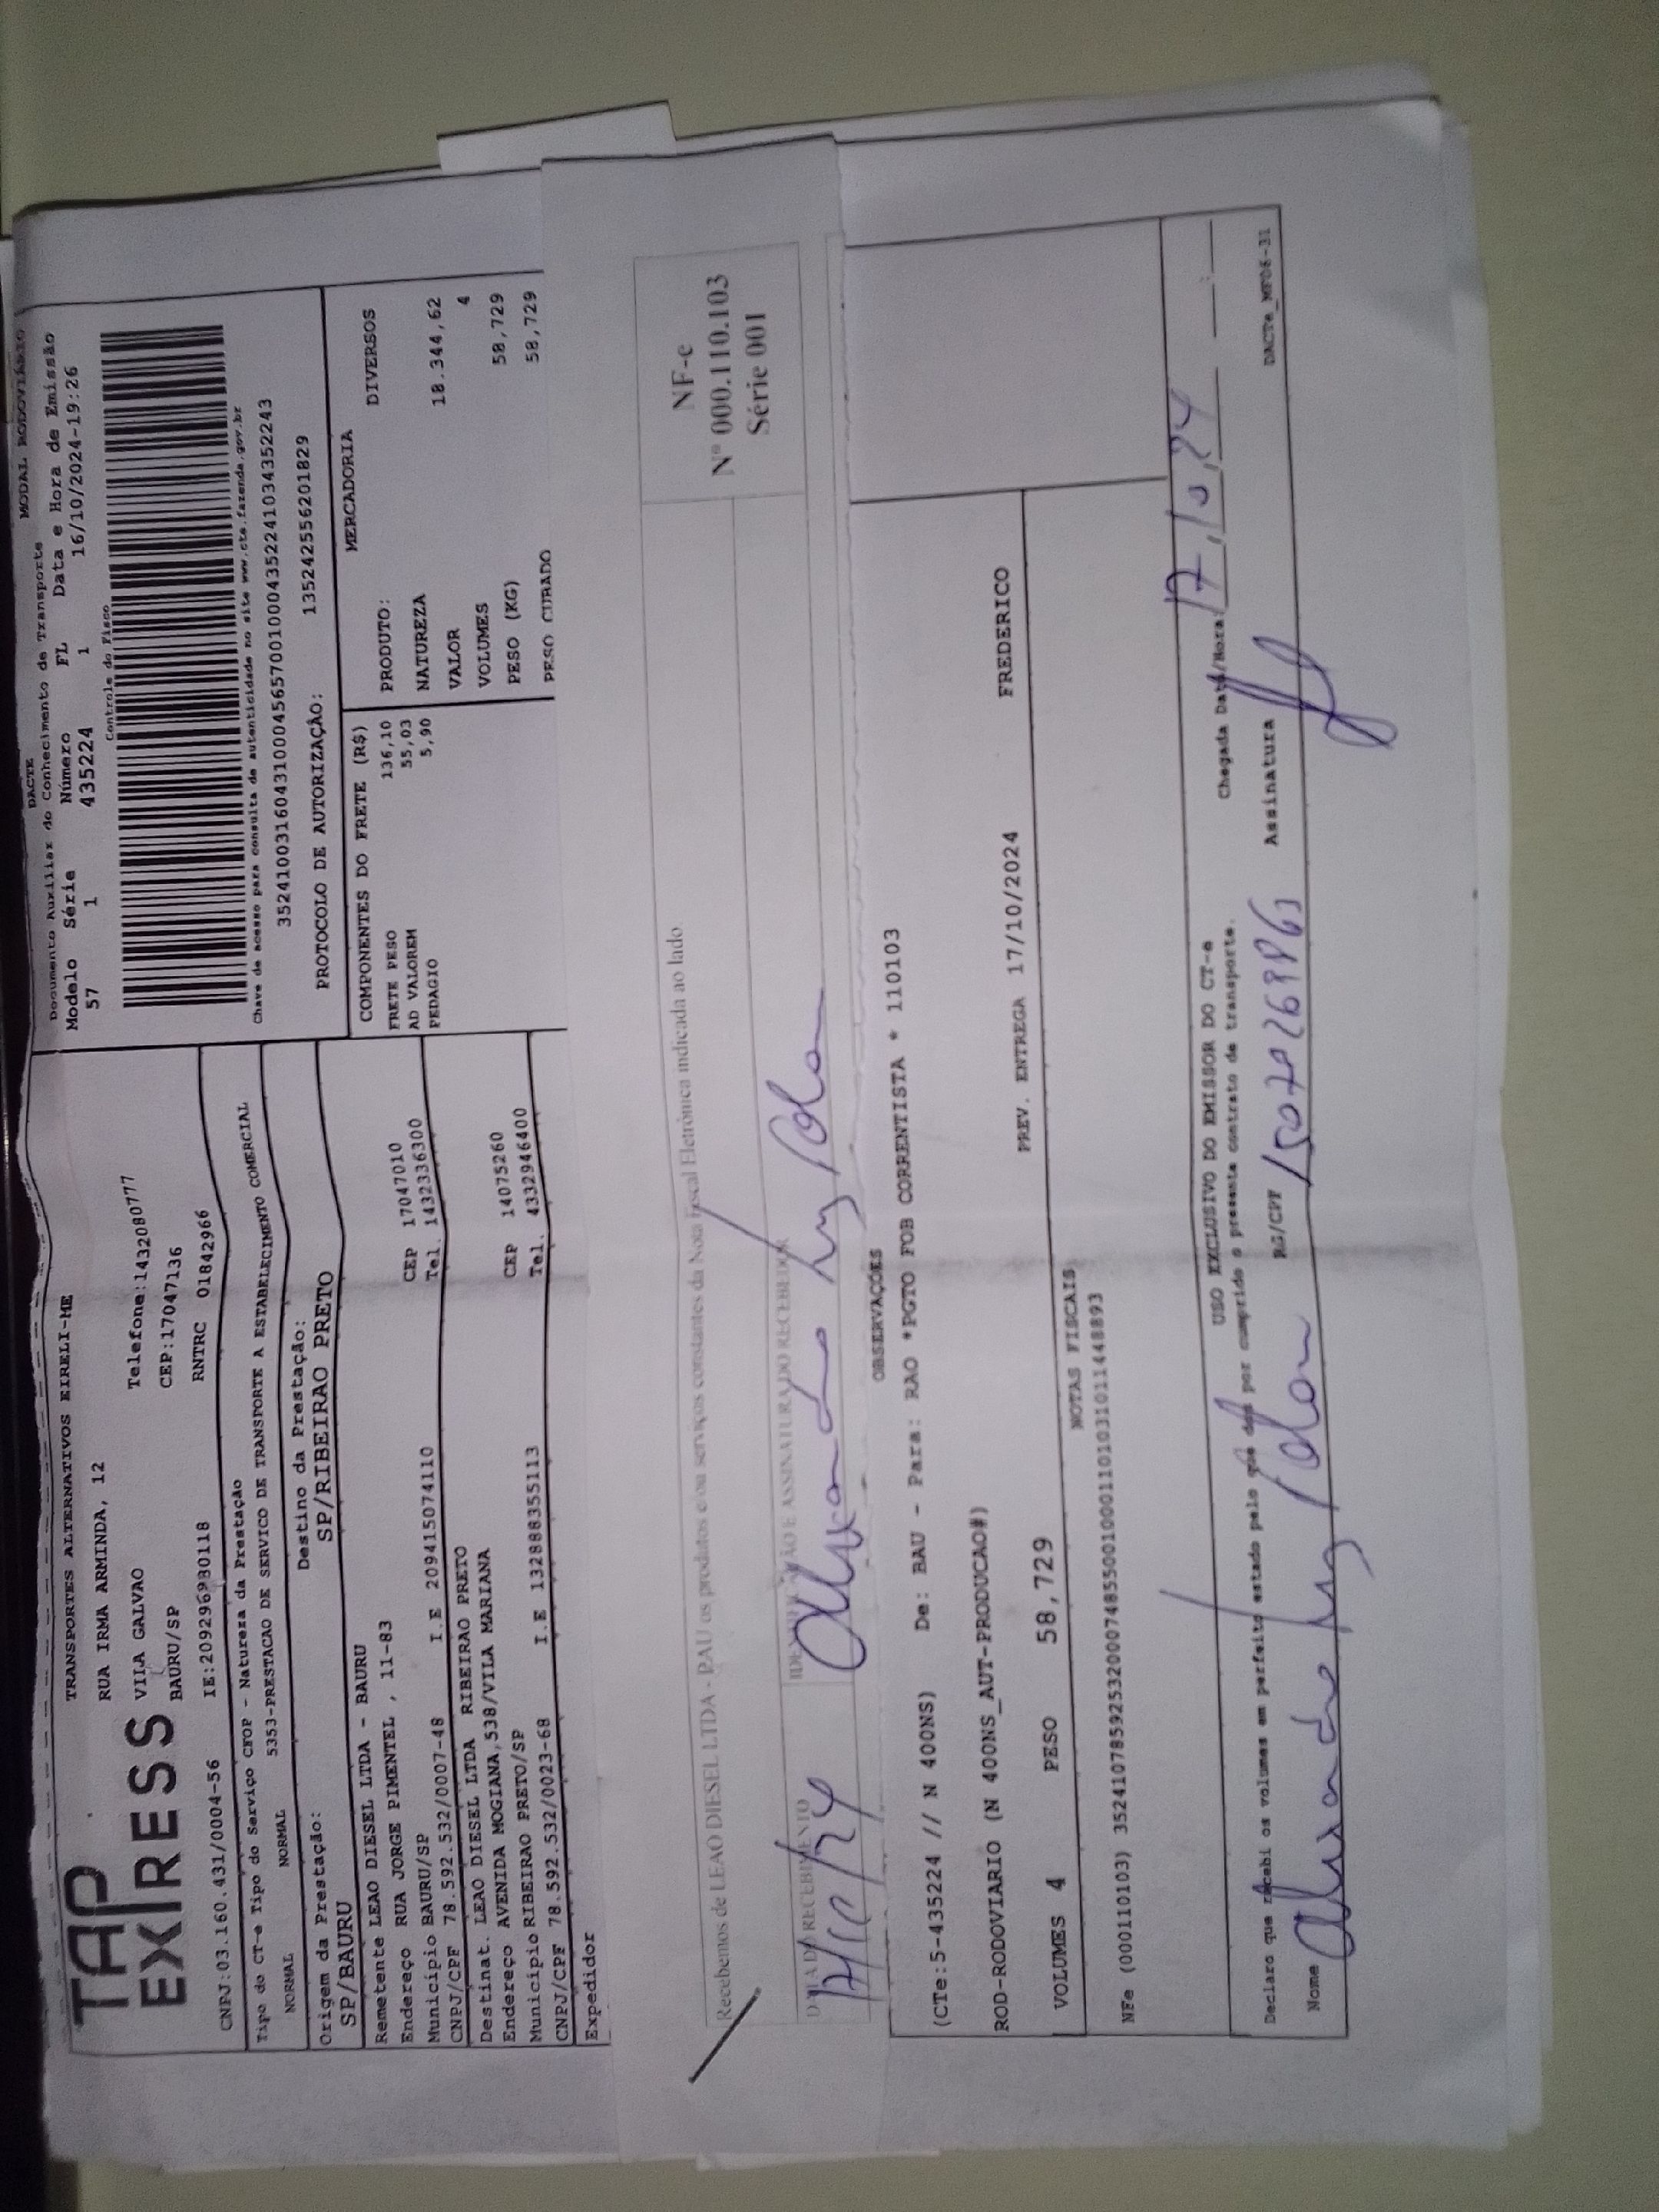 DACTE
MODAL RODOVIÁRIO
Documento Auxiliar do Conhecimento de Transporte
Modelo Série Número FL Data e Hora de Emissão
57 1 435224 1 16/10/2024-19:26
Controle do Fisco
Chave de acesso para consulta de autenticidade no site www.cte.fazenda.gov.br
35241003160431000456570010004352241034352243
PROTOCOLO DE AUTORIZAÇÃO: 135242556201829
TAP
EXPRESS
TRANSPORTES ALTERNATIVOS EIRELI-ME
RUA IRMA ARMINDA, 12
VILA GALVAO Telefone:1432080777
BAURU/SP CEP:17047136
CNPJ:03.160.431/0004-56 IE:209296980118 RNTRC 01842966
Tipo do CT-e Tipo do Serviço CFOP - Natureza da Prestação
NORMAL NORMAL 5353-PRESTACAO DE SERVICO DE TRANSPORTE A ESTABELECIMENTO COMERCIAL
Origem da Prestação: Destino da Prestação:
SP/BAURU SP/RIBEIRAO PRETO
Remetente LEAO DIESEL LTDA - BAURU
Endereço RUA JORGE PIMENTEL , 11-83 CEP 17047010
Município BAURU/SP Tel. 1432336300
CNPJ/CPF 78.592.532/0007-48 I.E 209415074110
Destinat. LEAO DIESEL LTDA RIBEIRAO PRETO
Endereço AVENIDA MOGIANA,538/VILA MARIANA CEP 14075260
Município RIBEIRAO PRETO/SP Tel. 4332946400
CNPJ/CPF 78.592.532/0023-68 I.E 132888355113
Expedidor
COMPONENTES DO FRETE (R$)
FRETE PESO 136,10
AD VALOREM 55,03
PEDAGIO 5,90
MERCADORIA
PRODUTO: DIVERSOS
NATUREZA
VALOR 18.344,62
VOLUMES 4
PESO (KG) 58,729
PESO CUBADO 58,729
Recebemos de LEAO DIESEL LTDA - BAU os produtos e/ou serviços constantes da Nota Fiscal Eletrônica indicada ao lado
NF-e
Nº 000.110.103
Série 001
DATA DO RECEBIMENTO IDENTIFICAÇÃO E ASSINATURA DO RECEBEDOR
OBSERVAÇÕES
(CTe:5-435224 // N 400NS) De: BAU - Para: RAO *PGTO FOB CORRENTISTA * 110103
ROD-RODOVIARIO (N 400NS_AUT-PRODUCAO#) PREV. ENTREGA 17/10/2024 FREDERICO
VOLUMES 4 PESO 58,729
NOTAS FISCAIS
NFe (000110103) 35241078592532000748550010001101031011448893
USO EXCLUSIVO DO EMISSOR DO CT-e
Declaro que recebi os volumes em perfeito estado pelo que dou por cumprido o presente contrato de transporte.
Chegada Data/Hora: 17/10/24
Nome RG/CPF Assinatura
DACTe_MF06-31